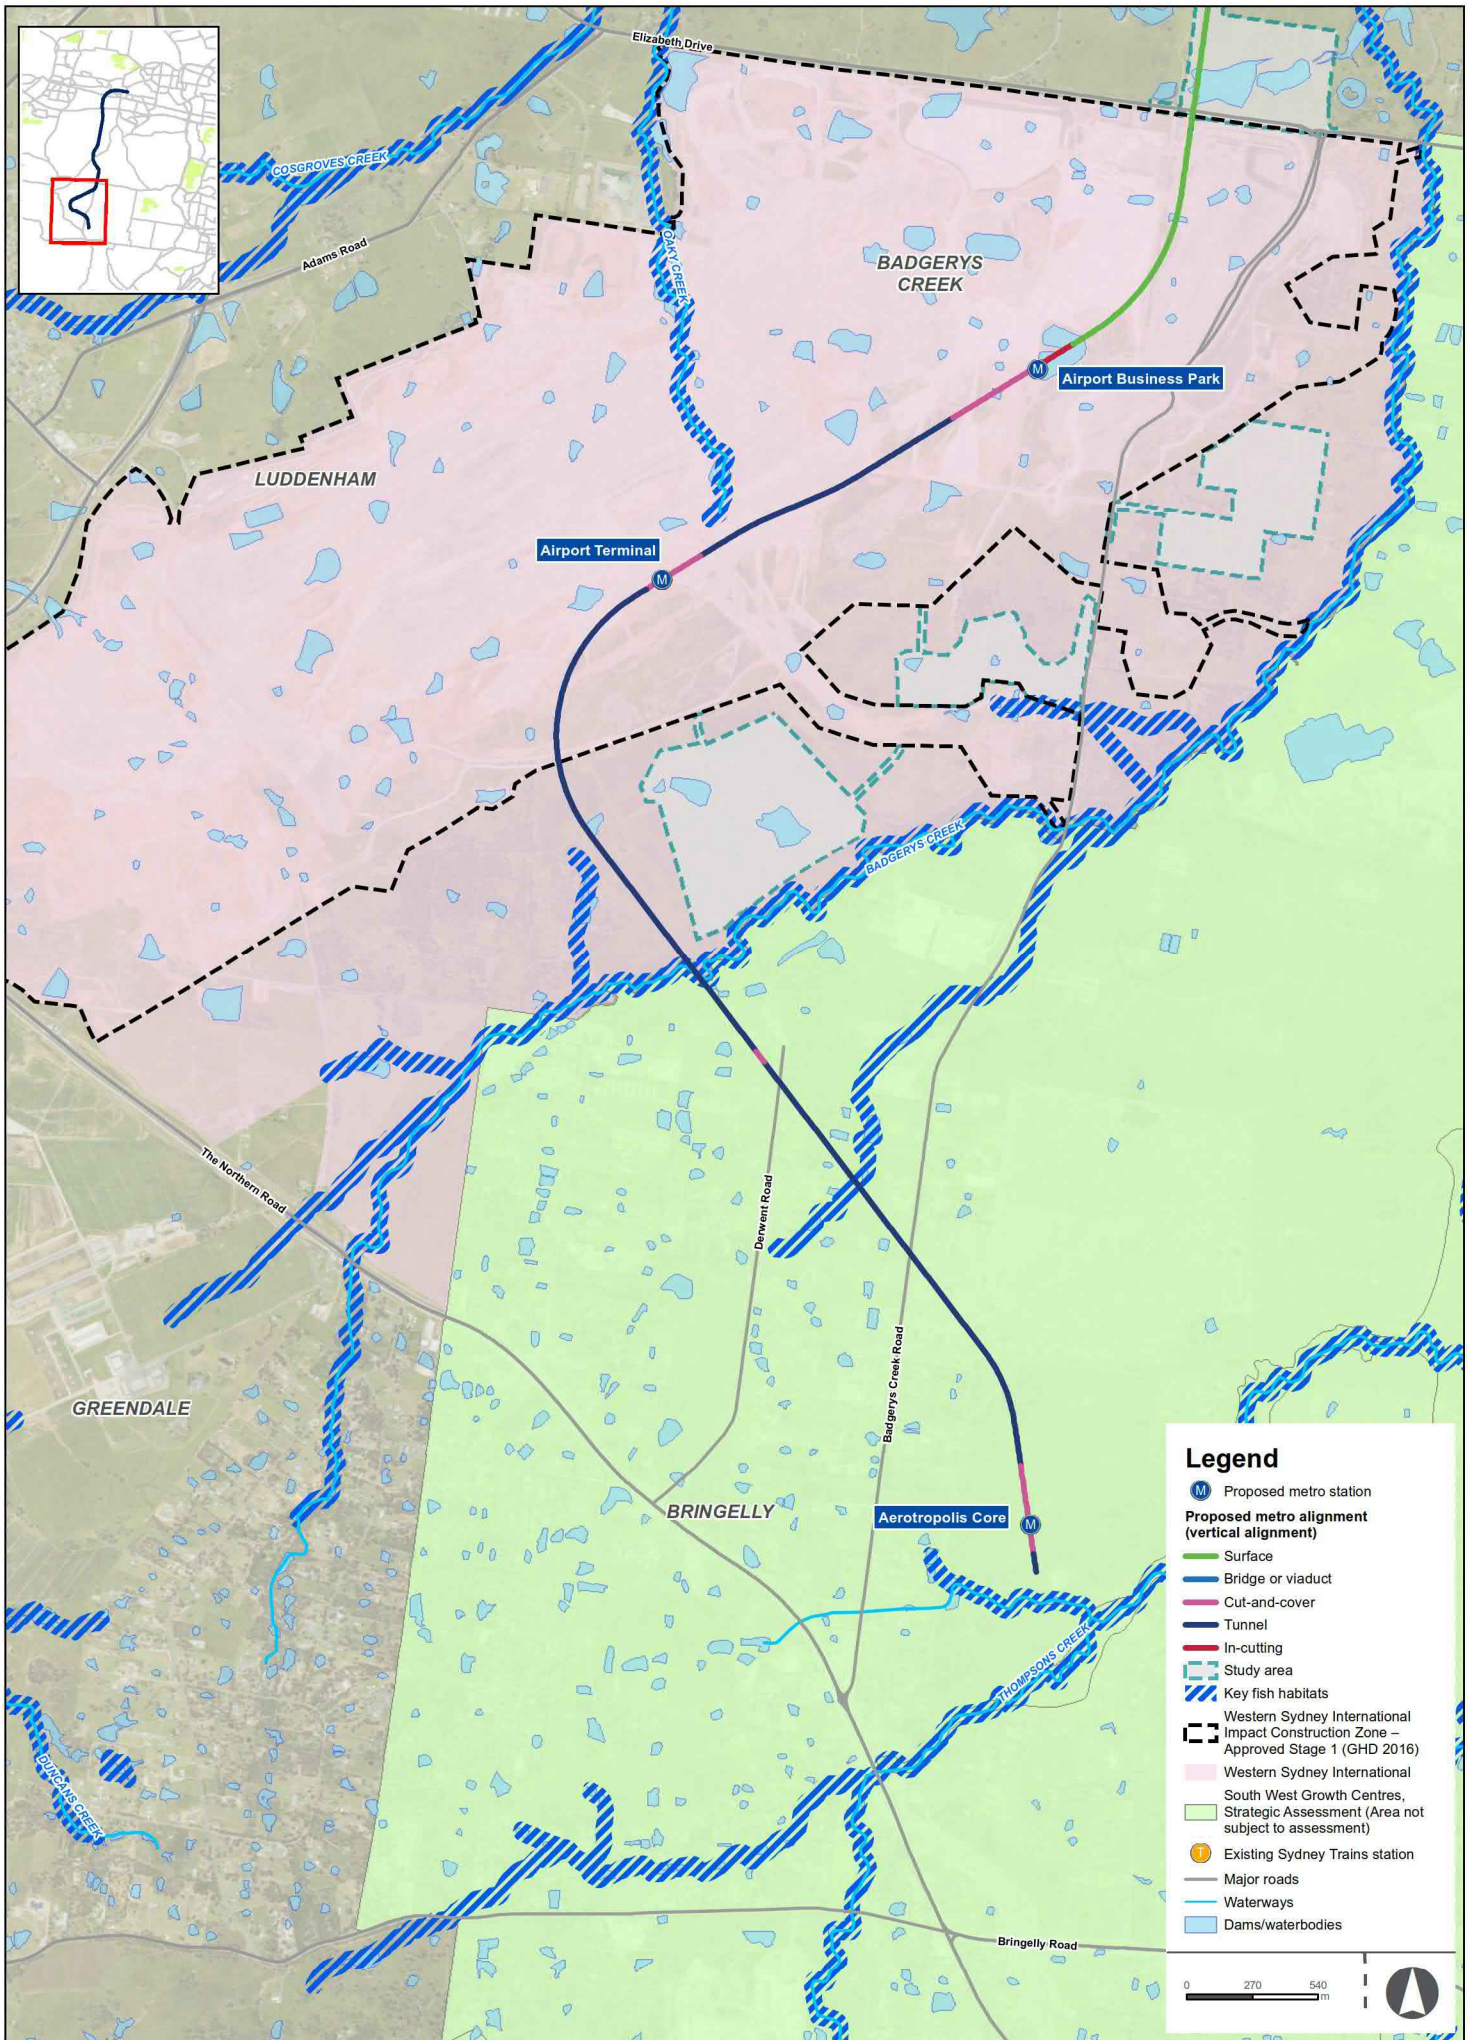 Elizabeth Drive
COSGROVES CREEK
Adams Road
OAKY CREEK
BADGERYS
CREEK
M
Airport Business Park
LUDDENHAM
Airport Terminal
M
BADGERYS CREEK
The Northern Road
Derwent Road
Badgerys Creek Road
GREENDALE
BRINGELLY
Aerotropolis Core
M
THOMPSONS CREEK
DUNCANS CREEK
Bringelly Road
Legend
M Proposed metro station
Proposed metro alignment
(vertical alignment)
Surface
Bridge or viaduct
Cut-and-cover
Tunnel
In-cutting
Study area
Key fish habitats
Western Sydney International
Impact Construction Zone –
Approved Stage 1 (GHD 2016)
Western Sydney International
South West Growth Centres,
Strategic Assessment (Area not
subject to assessment)
T Existing Sydney Trains station
Major roads
Waterways
Dams/waterbodies
0 270 540
m